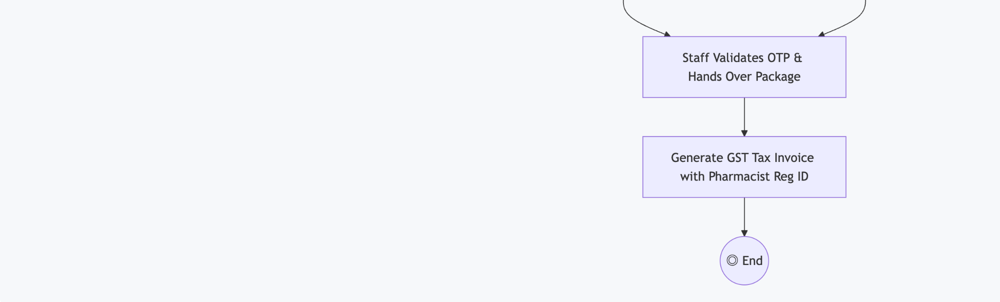 Staff Validates OTP &
Hands Over Package
Generate GST Tax Invoice
with Pharmacist Reg ID
◎ End